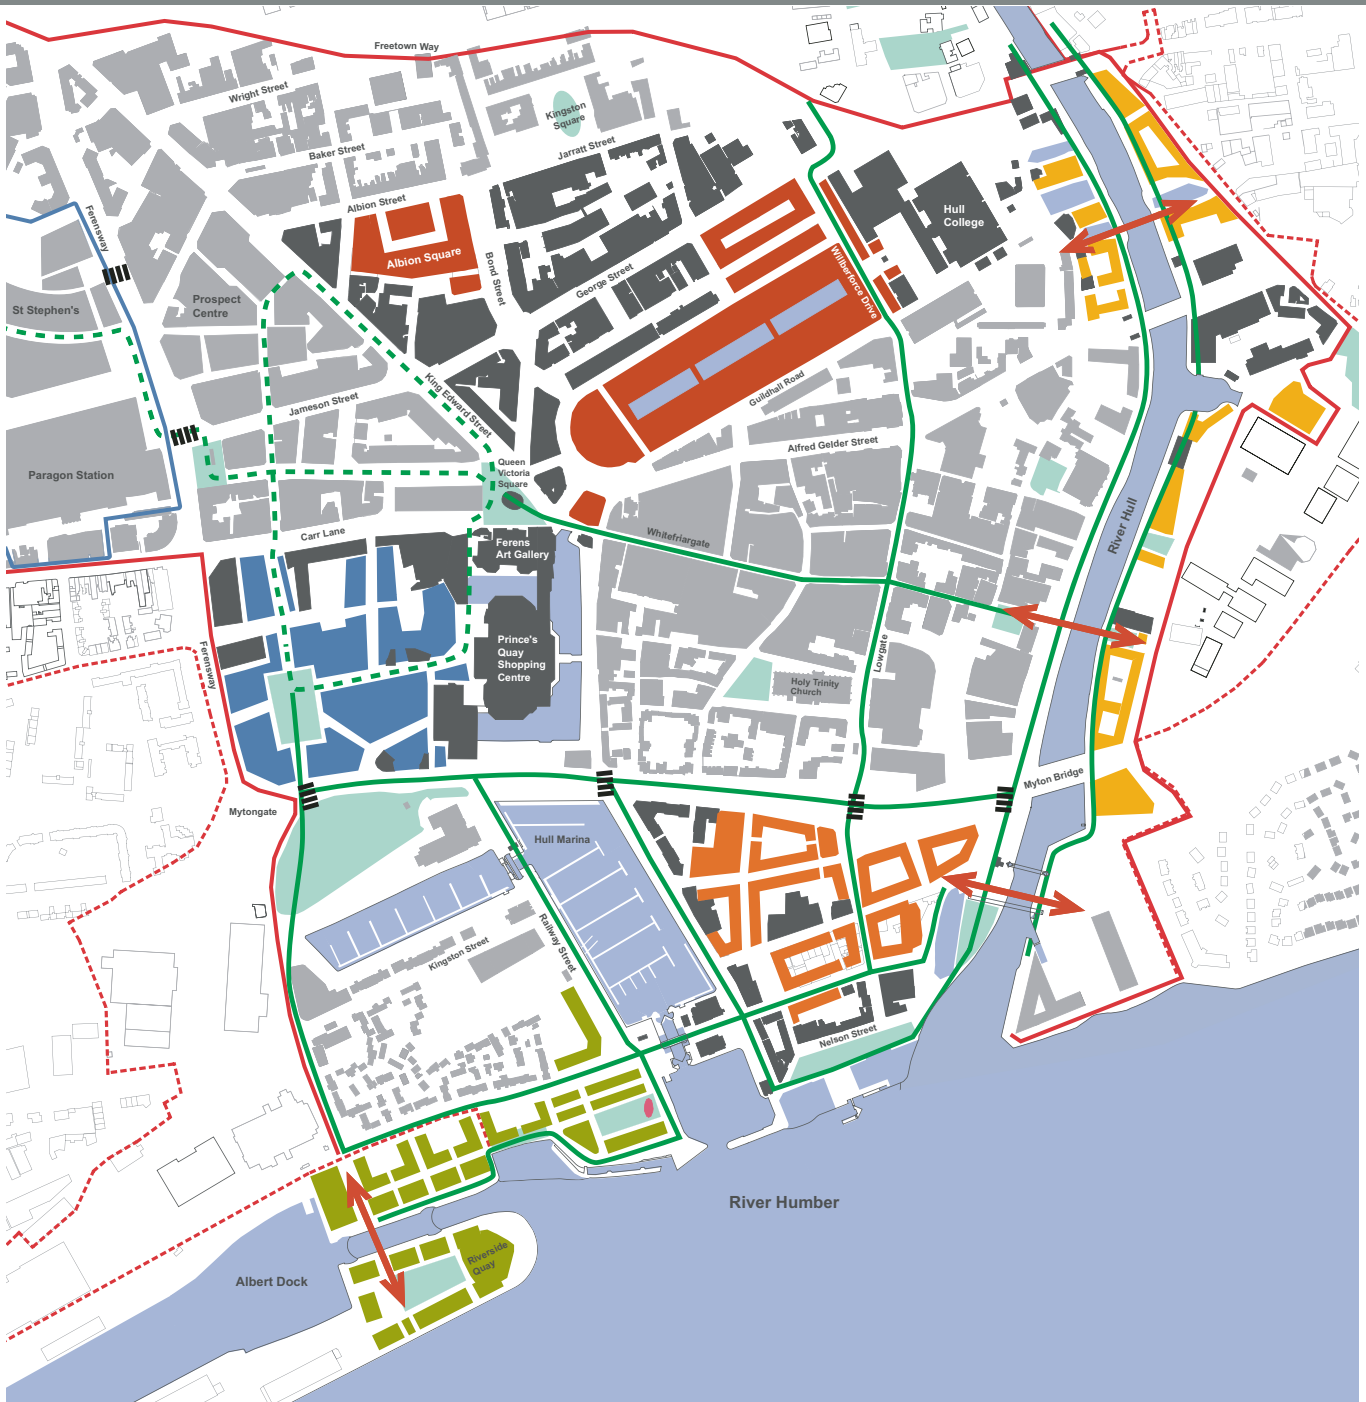 Freetown Way
Wright Street
Kingston
Square
Baker Street
Jarratt Street
Albion Street
Ferensway
Hull
College
Albion Square
Bond Street
George Street
Wilberforce Drive
St Stephen's
Prospect
Centre
Guildhall Road
King Edward Street
Jameson Street
Alfred Gelder Street
Paragon Station
Queen
Victoria
Square
River Hull
Carr Lane
Whitefriargate
Ferens
Art Gallery
Prince's
Quay
Shopping
Centre
Ferensway
Lowgate
Holy Trinity
Church
Myton Bridge
Mytongate
Hull Marina
Railway Street
Kingston Street
Nelson Street
River Humber
Riverside
Quay
Albert Dock